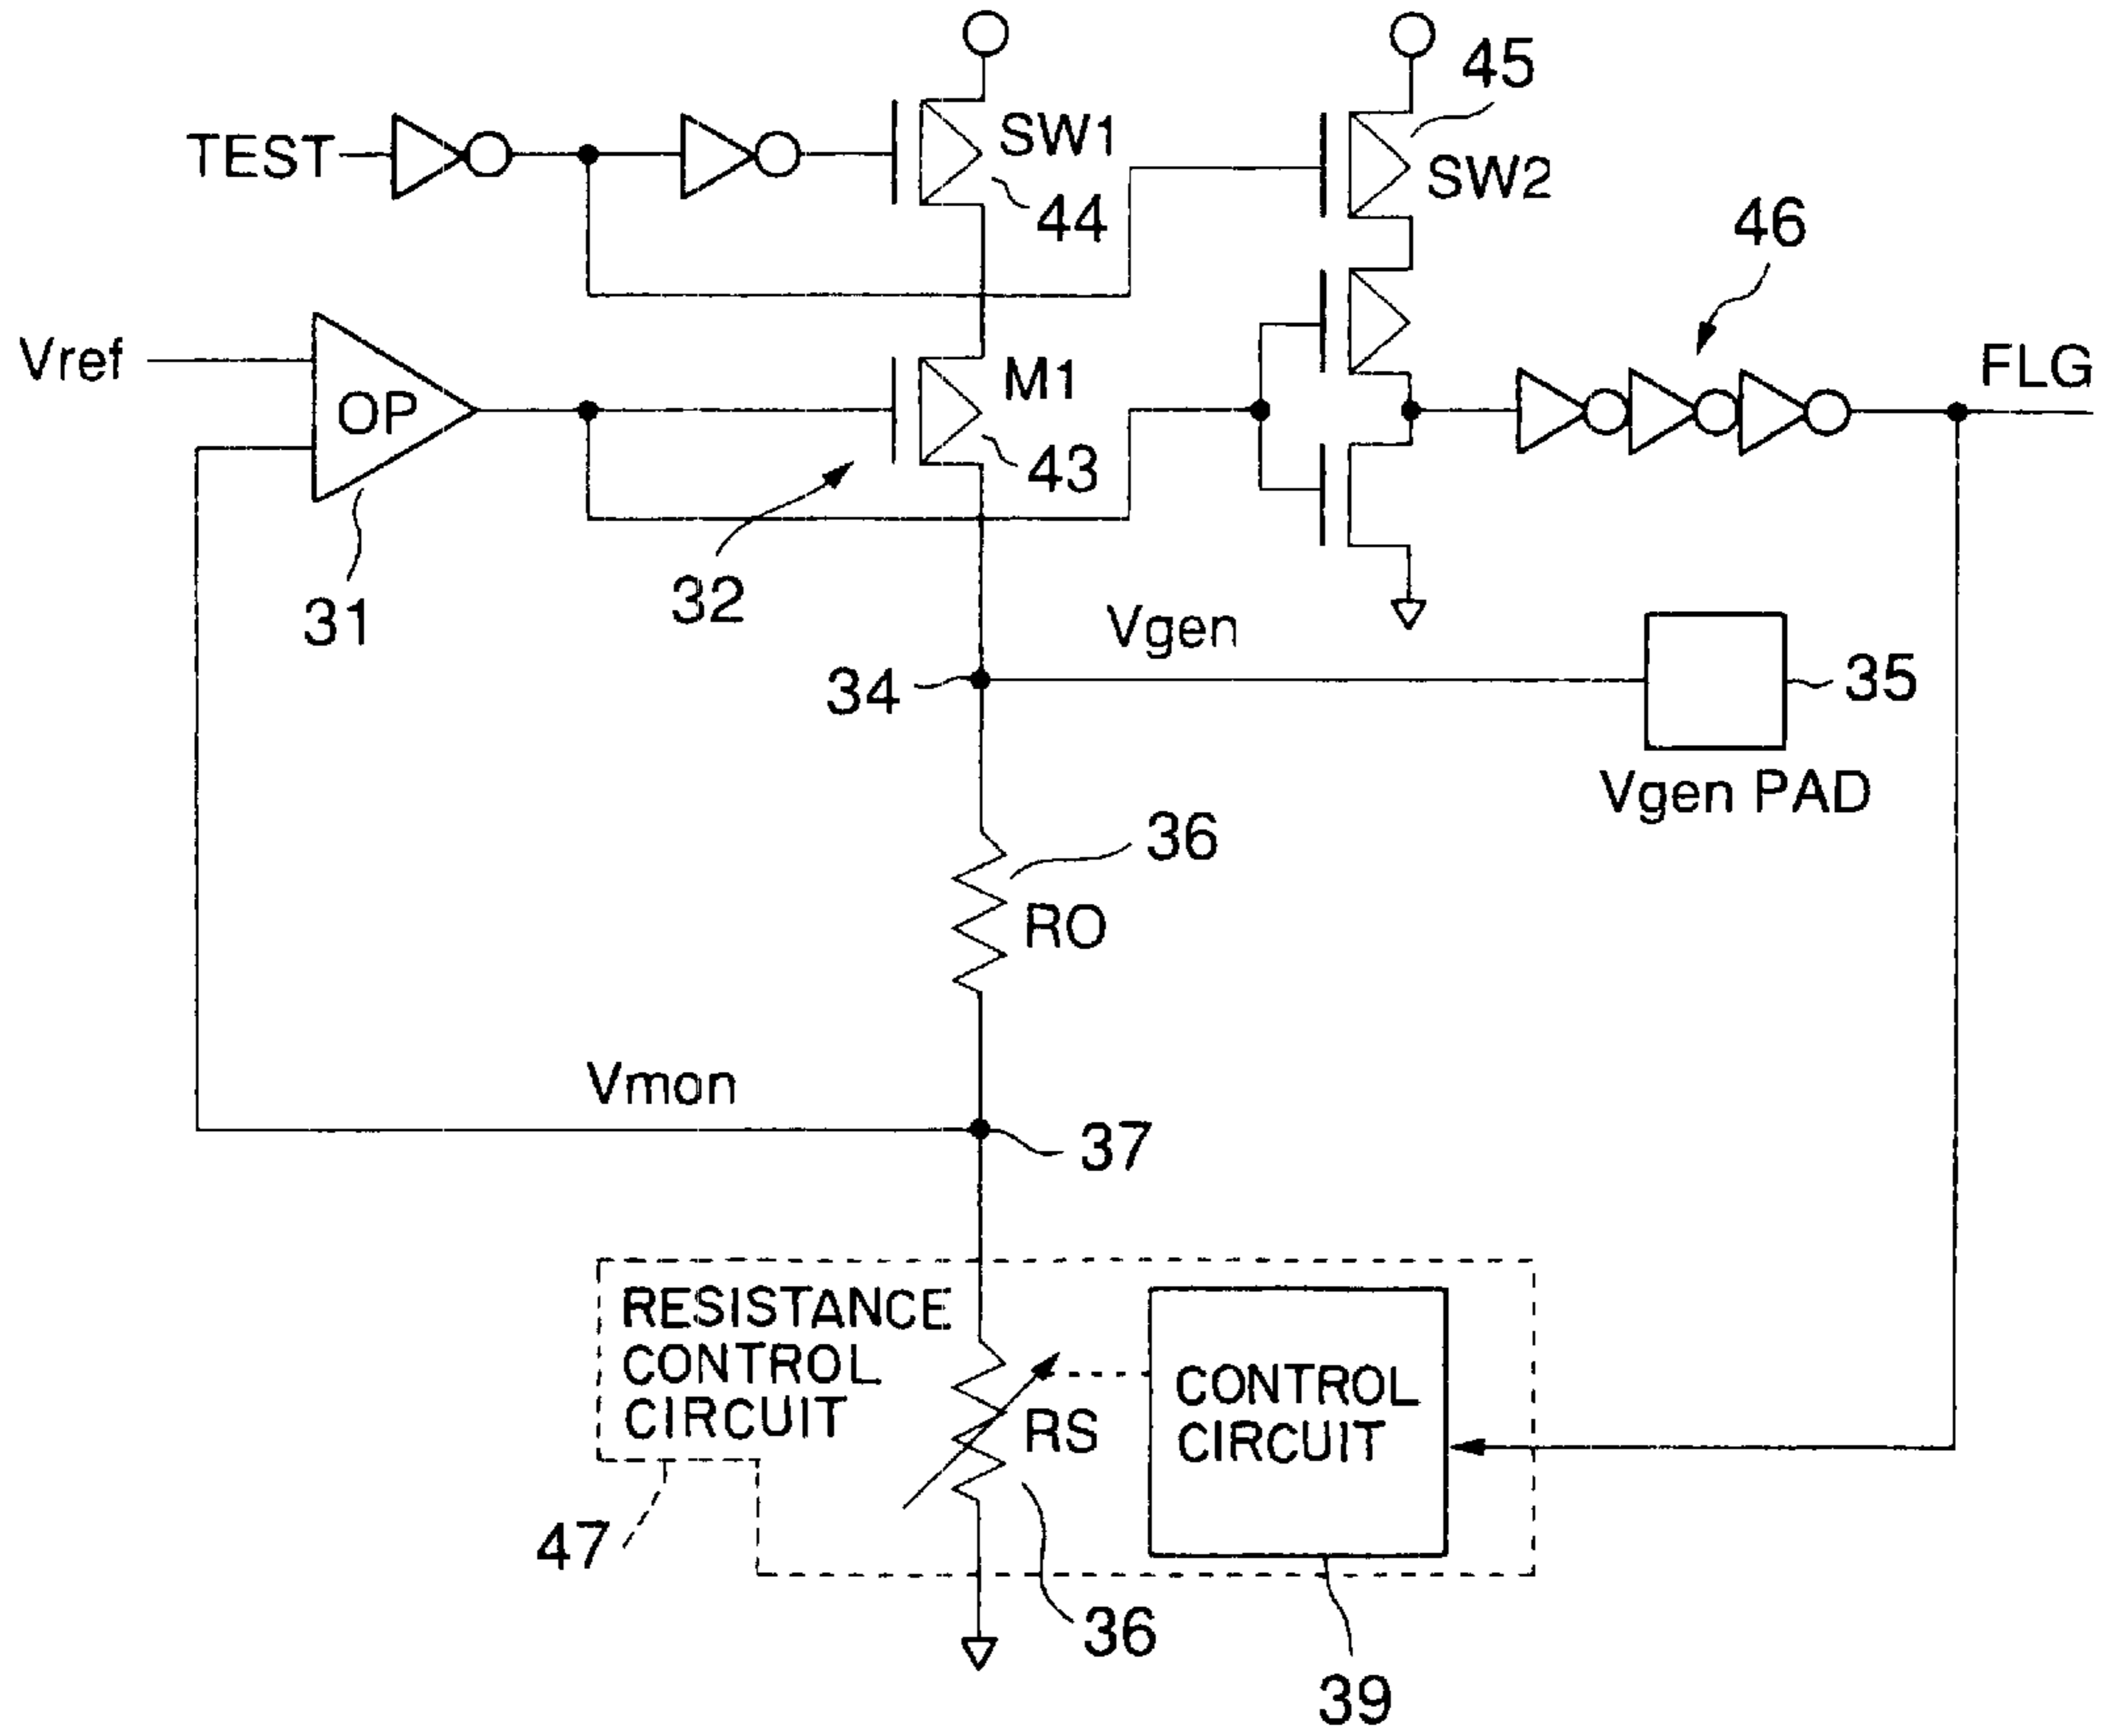 45
TEST
SW1
SW2
44
46
Vref
OP
M1
FLG
43
32
31
Vgen
34
35
Vgen PAD
36
RO
Vmon
37
RESISTANCE
CONTROL
CIRCUIT
CONTROL
CIRCUIT
RS
47
36
39